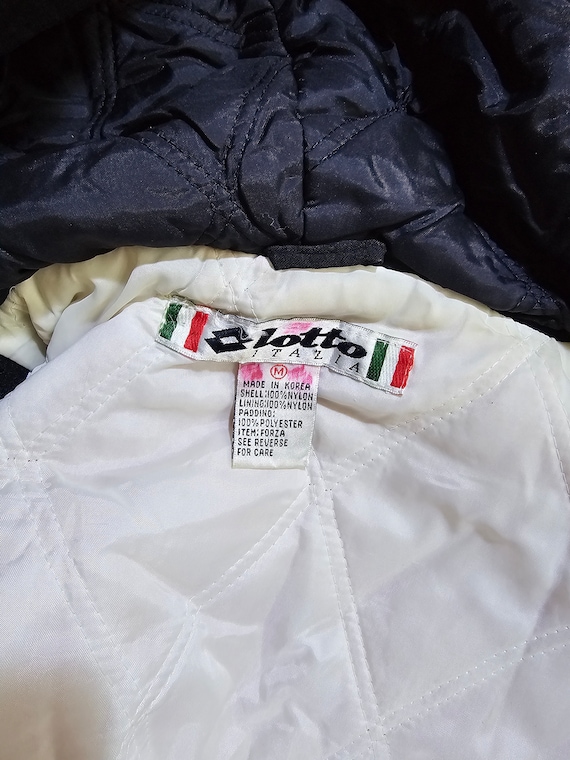 lotto
ITALIA
M
MADE IN KOREA
SHELL:100%NYLON
LINING:100%NYLON
PADDING:
100%POLYESTER
ITEM:FORZA
SEE REVERSE
FOR CARE